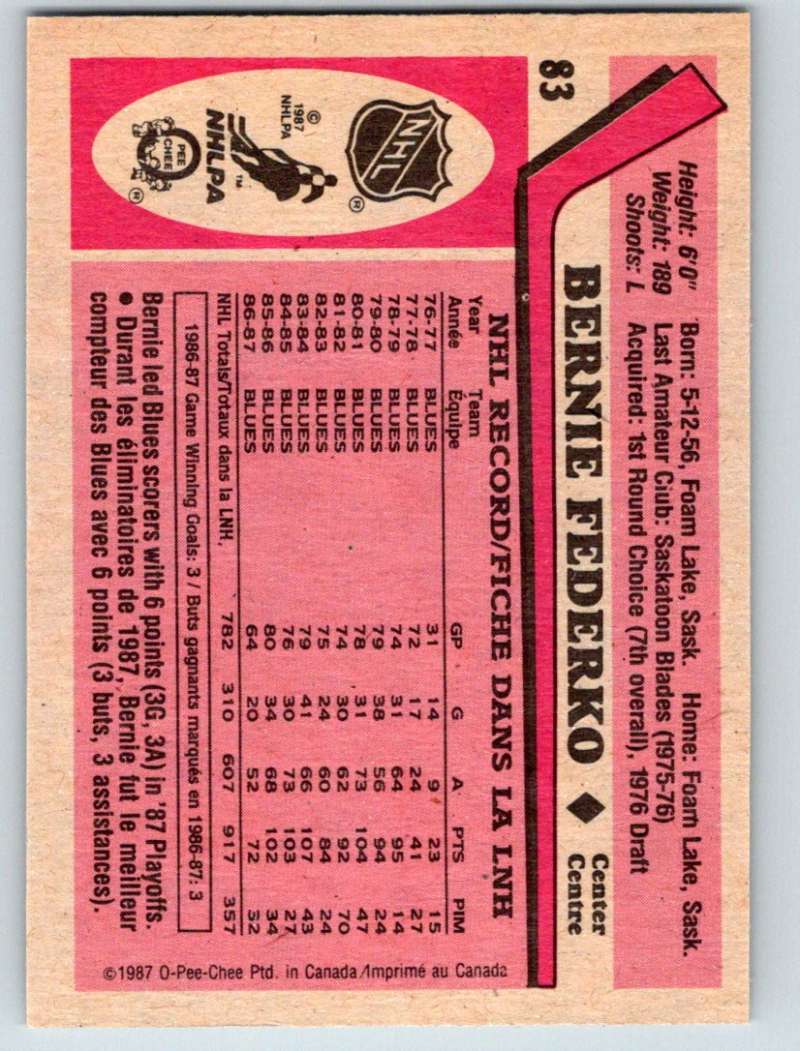 83
Height: 6'0" Born: 5-12-56, Foam Lake, Sask. Home: Foam Lake, Sask.
Weight: 189 Last Amateur Club: Saskatoon Blades (1975-76)
Shoots: L Acquired: 1st Round Choice (7th overall), 1976 Draft
BERNIE FEDERKO ◆ Center
Centre
NHL RECORD/FICHE DANS LA LNH
Year Team GP G A PTS PIM
Année Équipe
76-77 BLUES 31 14 9 23 15
77-78 BLUES 72 17 24 41 27
78-79 BLUES 74 31 64 95 14
79-80 BLUES 79 38 56 94 24
80-81 BLUES 78 31 73 104 47
81-82 BLUES 74 30 62 92 70
82-83 BLUES 75 24 60 84 24
83-84 BLUES 79 41 66 107 43
84-85 BLUES 76 30 73 103 27
85-86 BLUES 80 34 68 102 34
86-87 BLUES 64 20 52 72 52
NHL Totals/Totaux dans la LNH, 782 310 607 917 357
1986-87 Game Winning Goals: 3 / Buts gagnants marqués en 1986-87: 3
Bernie led Blues scorers with 6 points (3G, 3A) in '87 Playoffs.
● Durant les éliminatoires de 1987, Bernie fut le meilleur
compteur des Blues avec 6 points (3 buts, 3 assistances).
©1987 O-Pee-Chee Ptd. in Canada/Imprimé au Canada
NHL ®
© 1987
NHLPA
NHLPA ™
O
PEE
CHEE ®